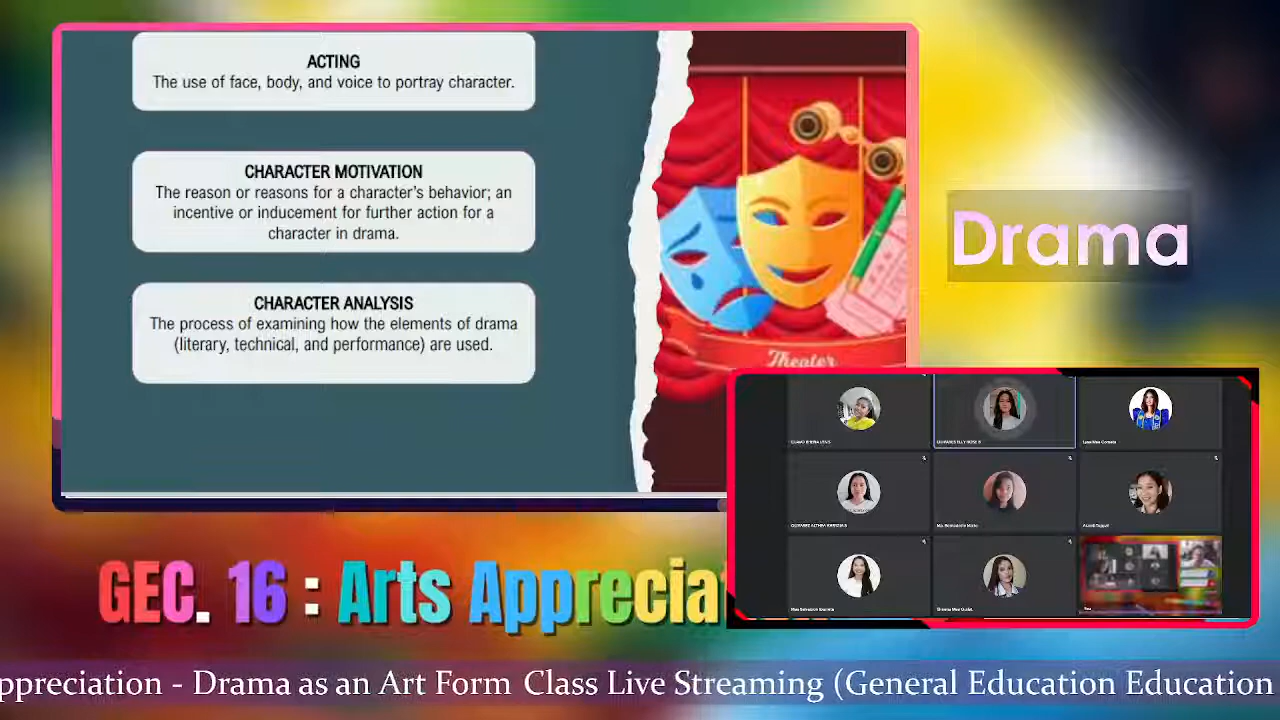 ACTING
The use of face, body, and voice to portray character.
CHARACTER MOTIVATION
The reason or reasons for a character's behavior; an
incentive or inducement for further action for a
character in drama.
CHARACTER ANALYSIS
The process of examining how the elements of drama
(literary, technical, and performance) are used.
Theater
Drama
GEC. 16 : Arts Apprecia
ppreciation - Drama as an Art Form Class Live Streaming (General Education Education